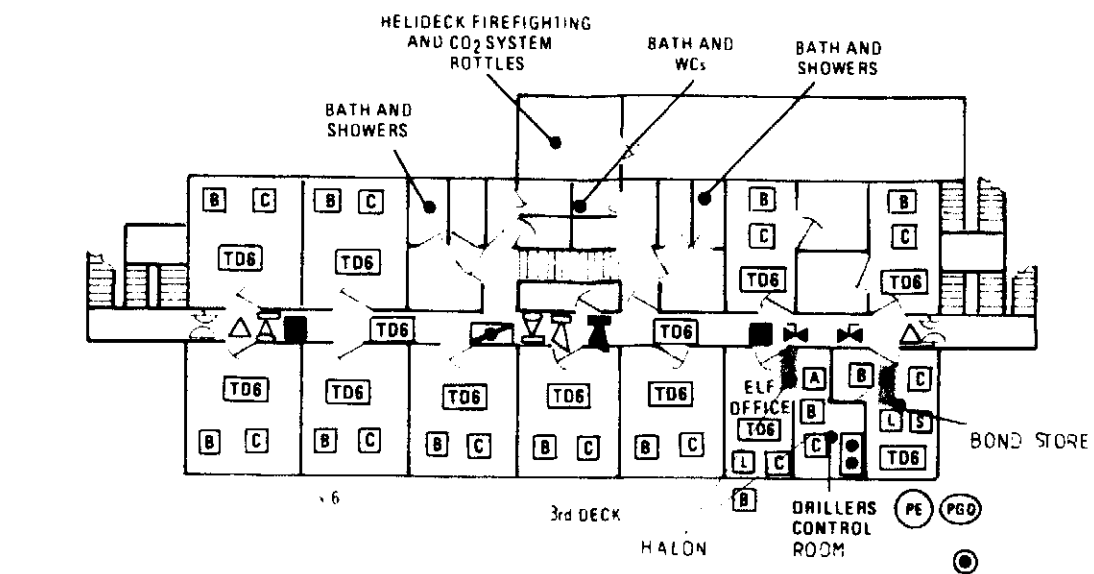 HELIDECK FIREFIGHTING
AND CO2 SYSTEM
BOTTLES
BATH AND
WCs
BATH AND
SHOWERS
BATH AND
SHOWERS
B C B C B B
C C
TD6 TD6 TD6 TD6
TD6 TD6
TD6 TD6 TD6 TD6 TD6
ELF
OFFICE
TD6
A B C
B L S
C TD6
B C B C B C B C B C L C
B
BOND STORE
6
3rd DECK
HALON
DRILLERS
CONTROL
ROOM
PE PGD